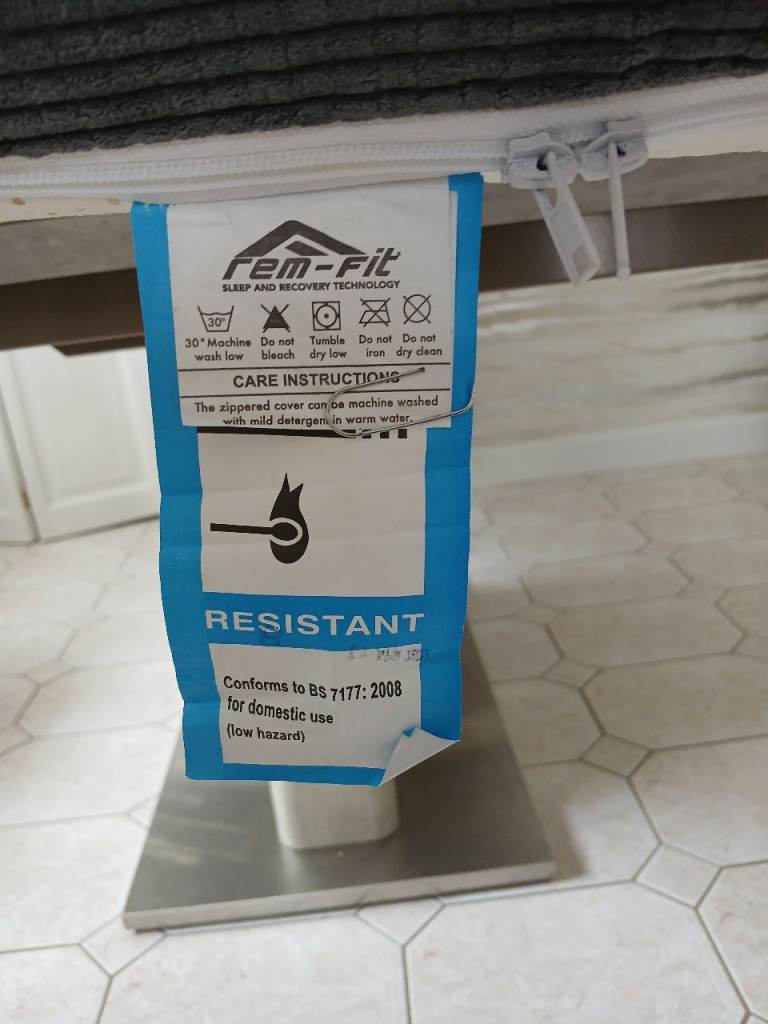 rem-Fit
SLEEP AND RECOVERY TECHNOLOGY
30°
30° Machine wash low
Do not bleach
Tumble dry low
Do not iron
Do not dry clean
CARE INSTRUCTIONS
The zippered cover can be machine washed
with mild detergent in warm water.
RESISTANT
Conforms to BS 7177: 2008
for domestic use
(low hazard)